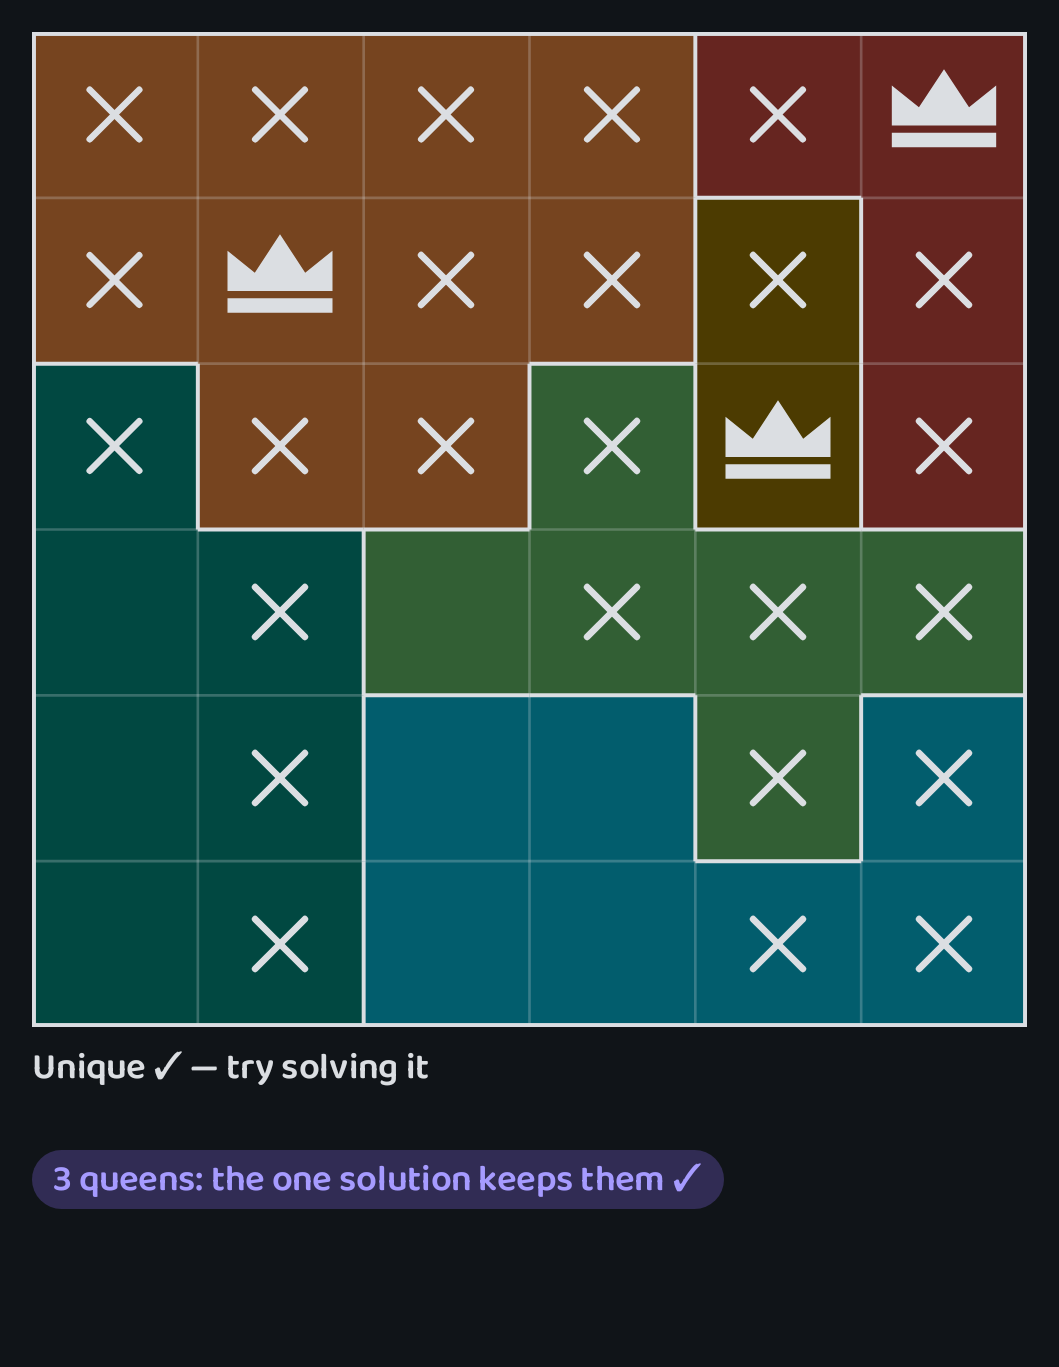 Unique ✓ — try solving it
3 queens: the one solution keeps them ✓